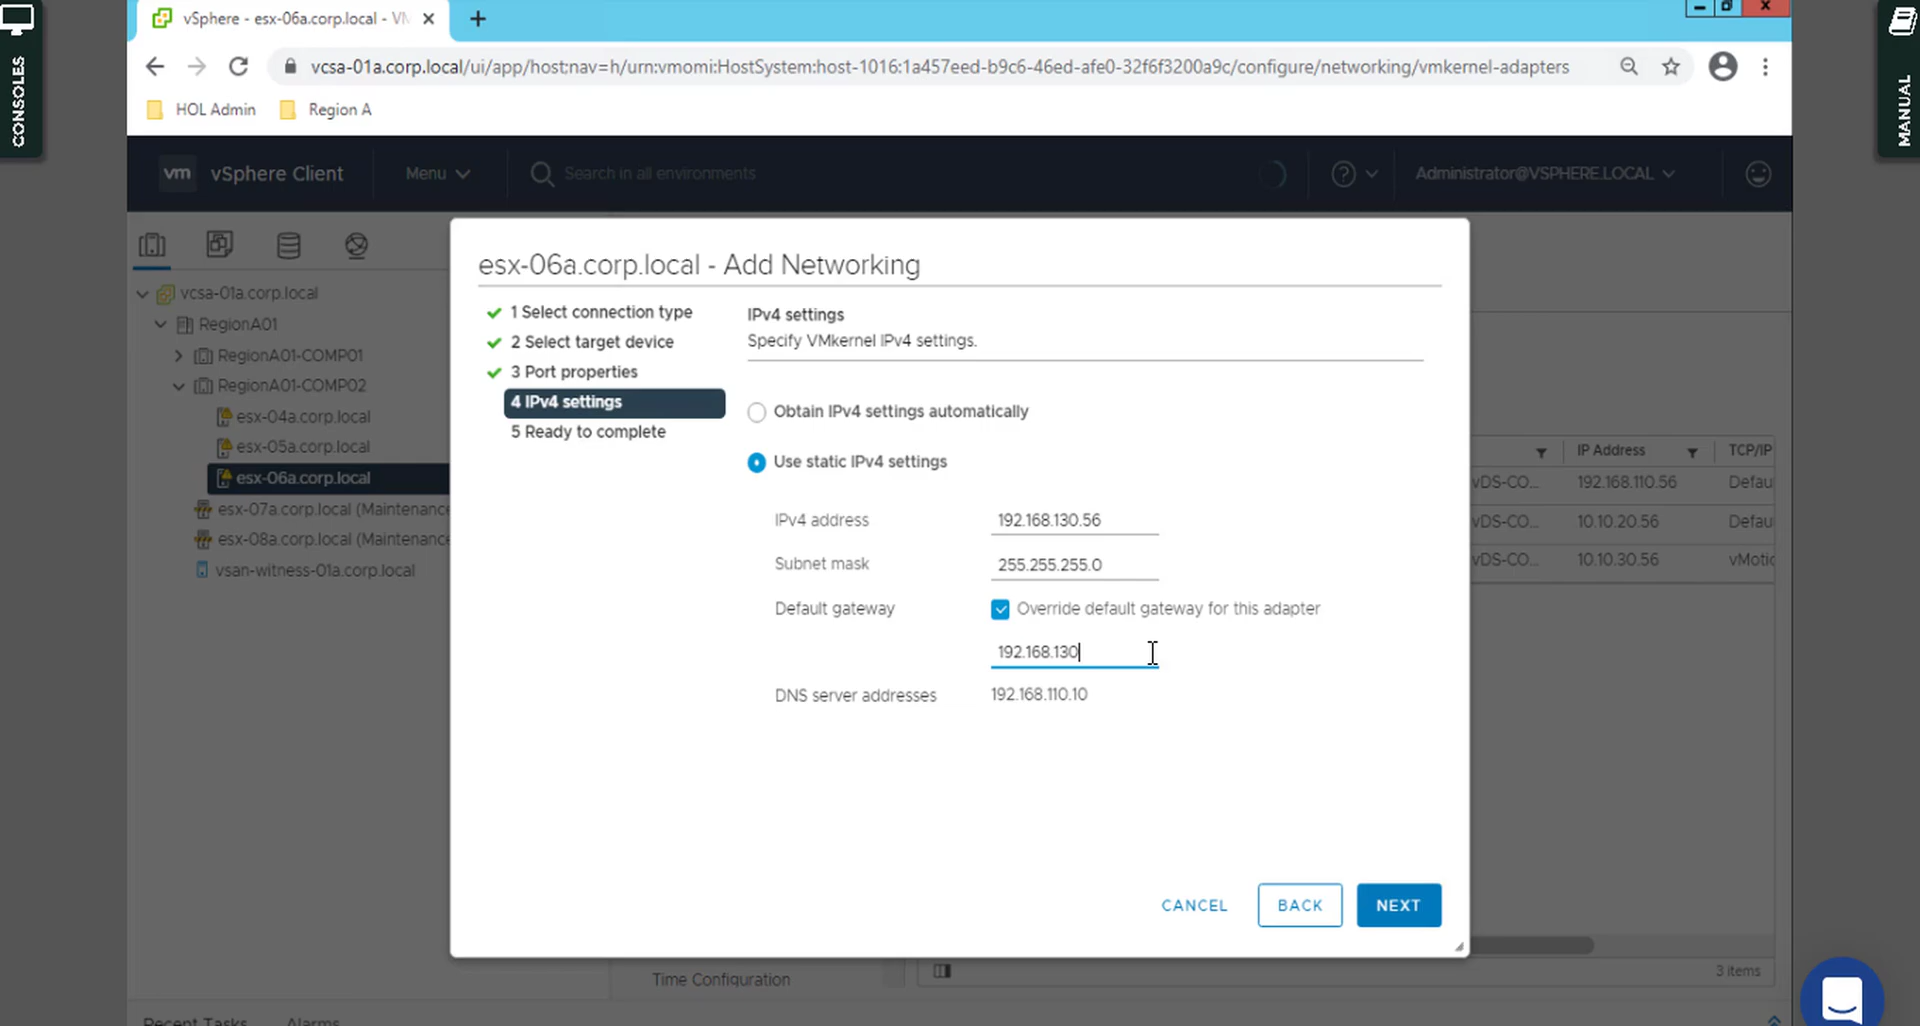 CONSOLES
MANUAL
vSphere - esx-06a.corp.local - VM
vcsa-01a.corp.local/ui/app/host:nav=h/urn:vmomi:HostSystem:host-1016:1a457eed-b9c6-46ed-afe0-32f6f3200a9c/configure/networking/vmkernel-adapters
HOL Admin
Region A
vm
vSphere Client
Menu
Search in all environments
Administrator@VSPHERE.LOCAL
vcsa-01a.corp.local
RegionA01
RegionA01-COMP01
RegionA01-COMP02
esx-04a.corp.local
esx-05a.corp.local
esx-06a.corp.local
esx-07a.corp.local (Maintenance
esx-08a.corp.local (Maintenance
vsan-witness-01a.corp.local
esx-06a.corp.local - Add Networking
1 Select connection type
2 Select target device
3 Port properties
4 IPv4 settings
5 Ready to complete
IPv4 settings
Specify VMkernel IPv4 settings.
Obtain IPv4 settings automatically
Use static IPv4 settings
IPv4 address 192.168.130.56
Subnet mask 255.255.255.0
Default gateway Override default gateway for this adapter
192.168.130
DNS server addresses 192.168.110.10
CANCEL
BACK
NEXT
IP Address TCP/IP
vDS-CO... 192.168.110.56 Defau
vDS-CO... 10.10.20.56 Defau
vDS-CO... 10.10.30.56 vMotic
Time Configuration
3 items
Recent Tasks
Alarms